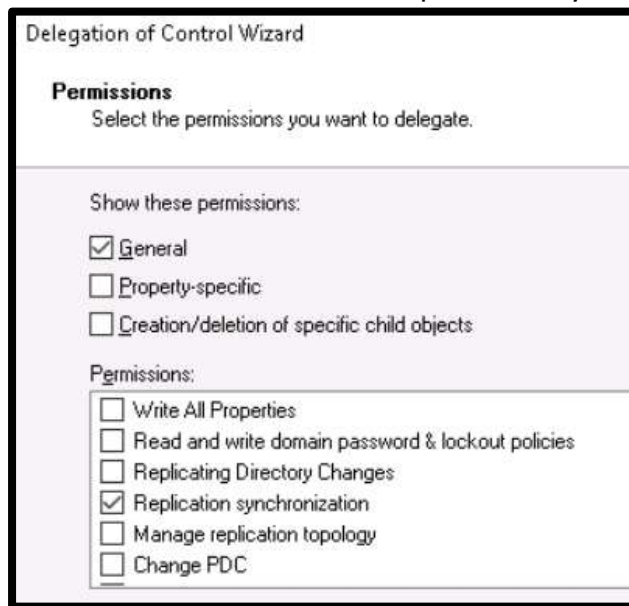 Delegation of Control Wizard
Permissions
Select the permissions you want to delegate.
Show these permissions:
General
Property-specific
Creation/deletion of specific child objects
Permissions:
Write All Properties
Read and write domain password & lockout policies
Replicating Directory Changes
Replication synchronization
Manage replication topology
Change PDC